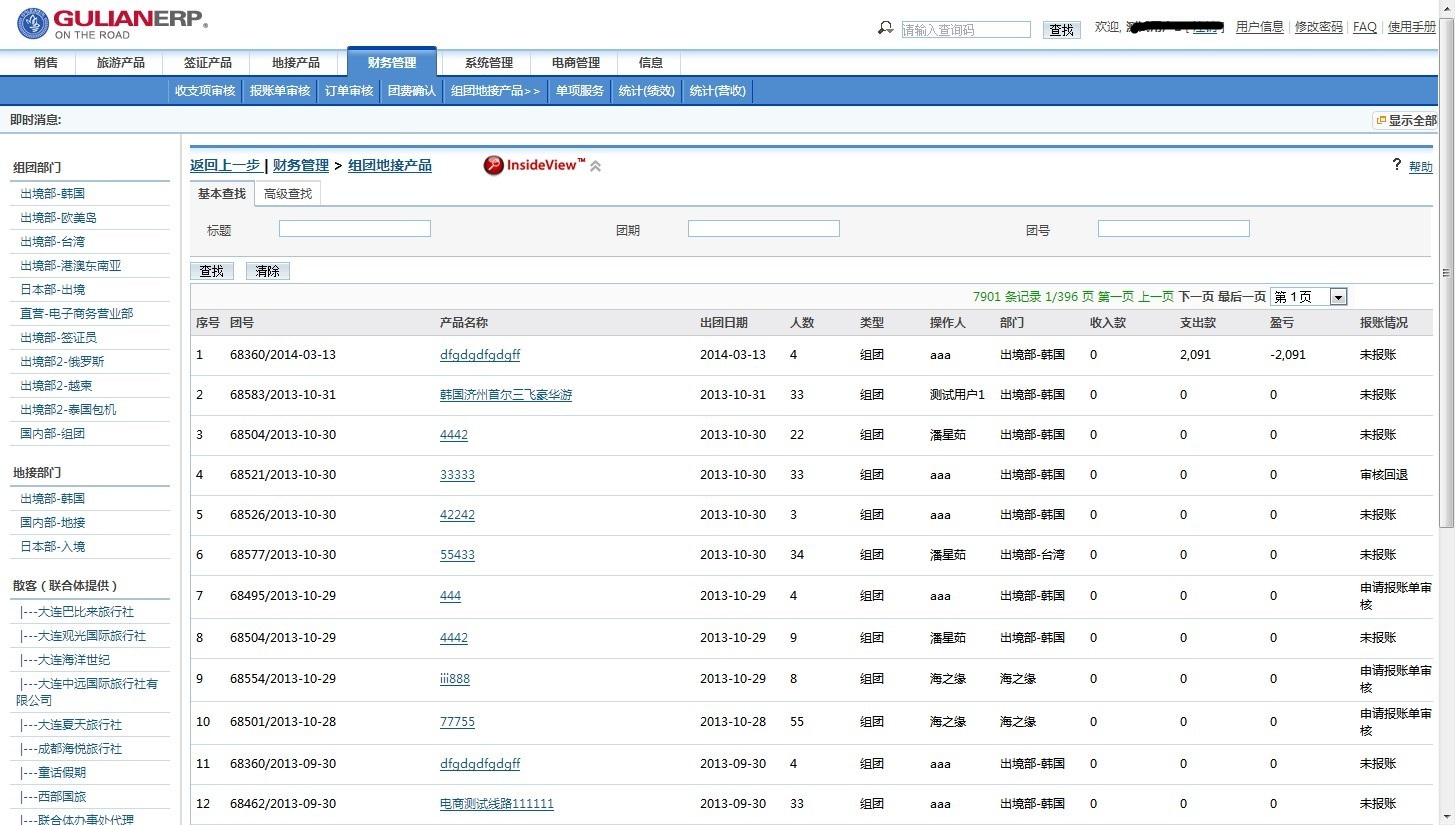 GULIANERP®
ON THE ROAD
请输入查询码 查找 欢迎, 用户信息 | 修改密码 | FAQ | 使用手册
销售 旅游产品 签证产品 地接产品 财务管理 系统管理 电商管理 信息
收支项审核 报账单审核 订单审核 团费确认 组团地接产品>> 单项服务 统计(绩效) 统计(营收)
即时消息: 显示全部
组团部门
出境部-韩国
出境部-欧美岛
出境部-台湾
出境部-港澳东南亚
日本部-出境
直营-电子商务营业部
出境部-签证员
出境部2-俄罗斯
出境部2-越柬
出境部2-泰国包机
国内部-组团
地接部门
出境部-韩国
国内部-地接
日本部-入境
散客 ( 联合体提供 )
|---大连巴比来旅行社
|---大连观光国际旅行社
|---大连海洋世纪
|---大连中远国际旅行社有
限公司
|---大连夏天旅行社
|---成都海悦旅行社
|---童话假期
|---西部国旅
|---联合体办事处代理
返回上一步 | 财务管理 > 组团地接产品 InsideView™ ? 帮助
基本查找 高级查找
标题 团期 团号
查找 清除
7901 条记录 1/396 页 第一页 上一页 下一页 最后一页 第 1 页
序号 团号 产品名称 出团日期 人数 类型 操作人 部门 收入款 支出款 盈亏 报账情况
1 68360/2014-03-13 dfgdgdfgdgff 2014-03-13 4 组团 aaa 出境部-韩国 0 2,091 -2,091 未报账
2 68583/2013-10-31 韩国济州首尔三飞豪华游 2013-10-31 33 组团 测试用户1 出境部-韩国 0 0 0 未报账
3 68504/2013-10-30 4442 2013-10-30 22 组团 潘星茹 出境部-韩国 0 0 0 未报账
4 68521/2013-10-30 33333 2013-10-30 33 组团 aaa 出境部-韩国 0 0 0 审核回退
5 68526/2013-10-30 42242 2013-10-30 3 组团 aaa 出境部-韩国 0 0 0 未报账
6 68577/2013-10-30 55433 2013-10-30 34 组团 潘星茹 出境部-台湾 0 0 0 未报账
7 68495/2013-10-29 444 2013-10-29 4 组团 aaa 出境部-韩国 0 0 0 申请报账单审
核
8 68504/2013-10-29 4442 2013-10-29 9 组团 潘星茹 出境部-韩国 0 0 0 未报账
9 68554/2013-10-29 iii888 2013-10-29 8 组团 海之缘 海之缘 0 0 0 申请报账单审
核
10 68501/2013-10-28 77755 2013-10-28 55 组团 海之缘 海之缘 0 0 0 申请报账单审
核
11 68360/2013-09-30 dfgdgdfgdgff 2013-09-30 4 组团 aaa 出境部-韩国 0 0 0 未报账
12 68462/2013-09-30 电商测试线路111111 2013-09-30 33 组团 aaa 出境部-韩国 0 0 0 未报账